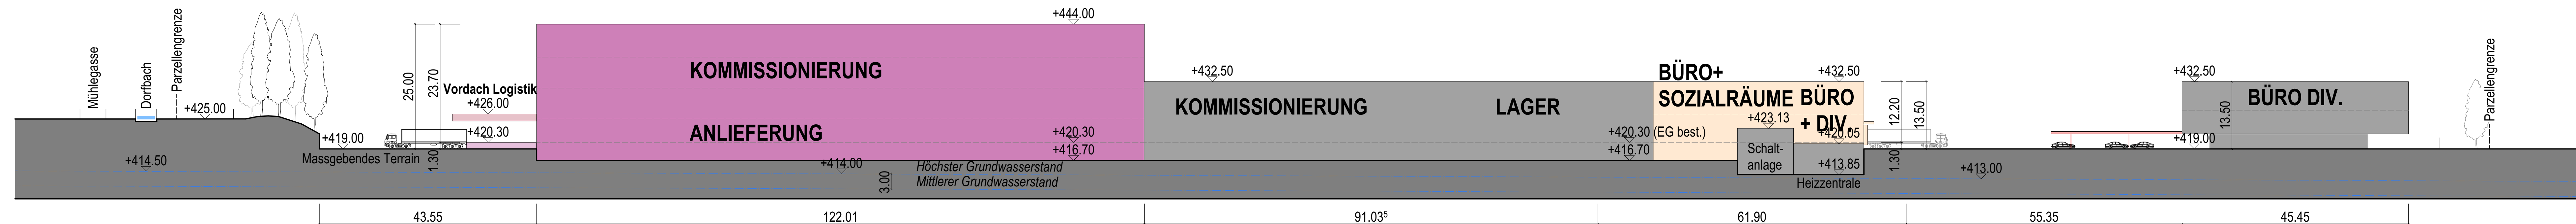 Mühlegasse
Dorfbach
Parzellengrenze
+425.00
+414.50
+419.00
Massgebendes Terrain
25.00
23.70
1.30
Vordach Logistik
+426.00
+420.30
KOMMISSIONIERUNG
ANLIEFERUNG
+444.00
+420.30
+416.70
+414.00
3.00
Höchster Grundwasserstand
Mittlerer Grundwasserstand
+432.50
KOMMISSIONIERUNG
LAGER
+420.30 (EG best.)
+416.70
BÜRO+
SOZIALRÄUME
+423.13
Schalt-
anlage
+432.50
BÜRO
+ DIV.
+420.05
+413.85
Heizzentrale
12.20
13.50
1.30
+413.00
+432.50
+419.00
13.50
BÜRO DIV.
Parzellengrenze
43.55
122.01
91.03⁵
61.90
55.35
45.45